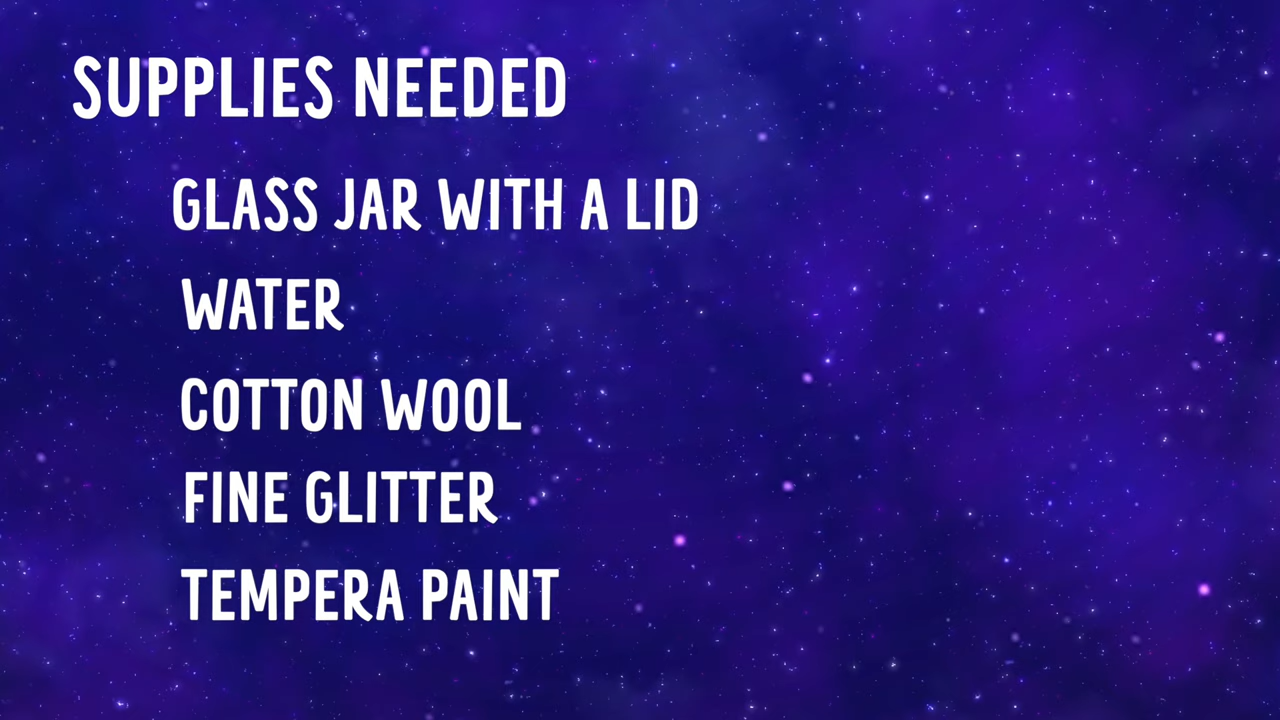 SUPPLIES NEEDED
GLASS JAR WITH A LID
WATER
COTTON WOOL
FINE GLITTER
TEMPERA PAINT